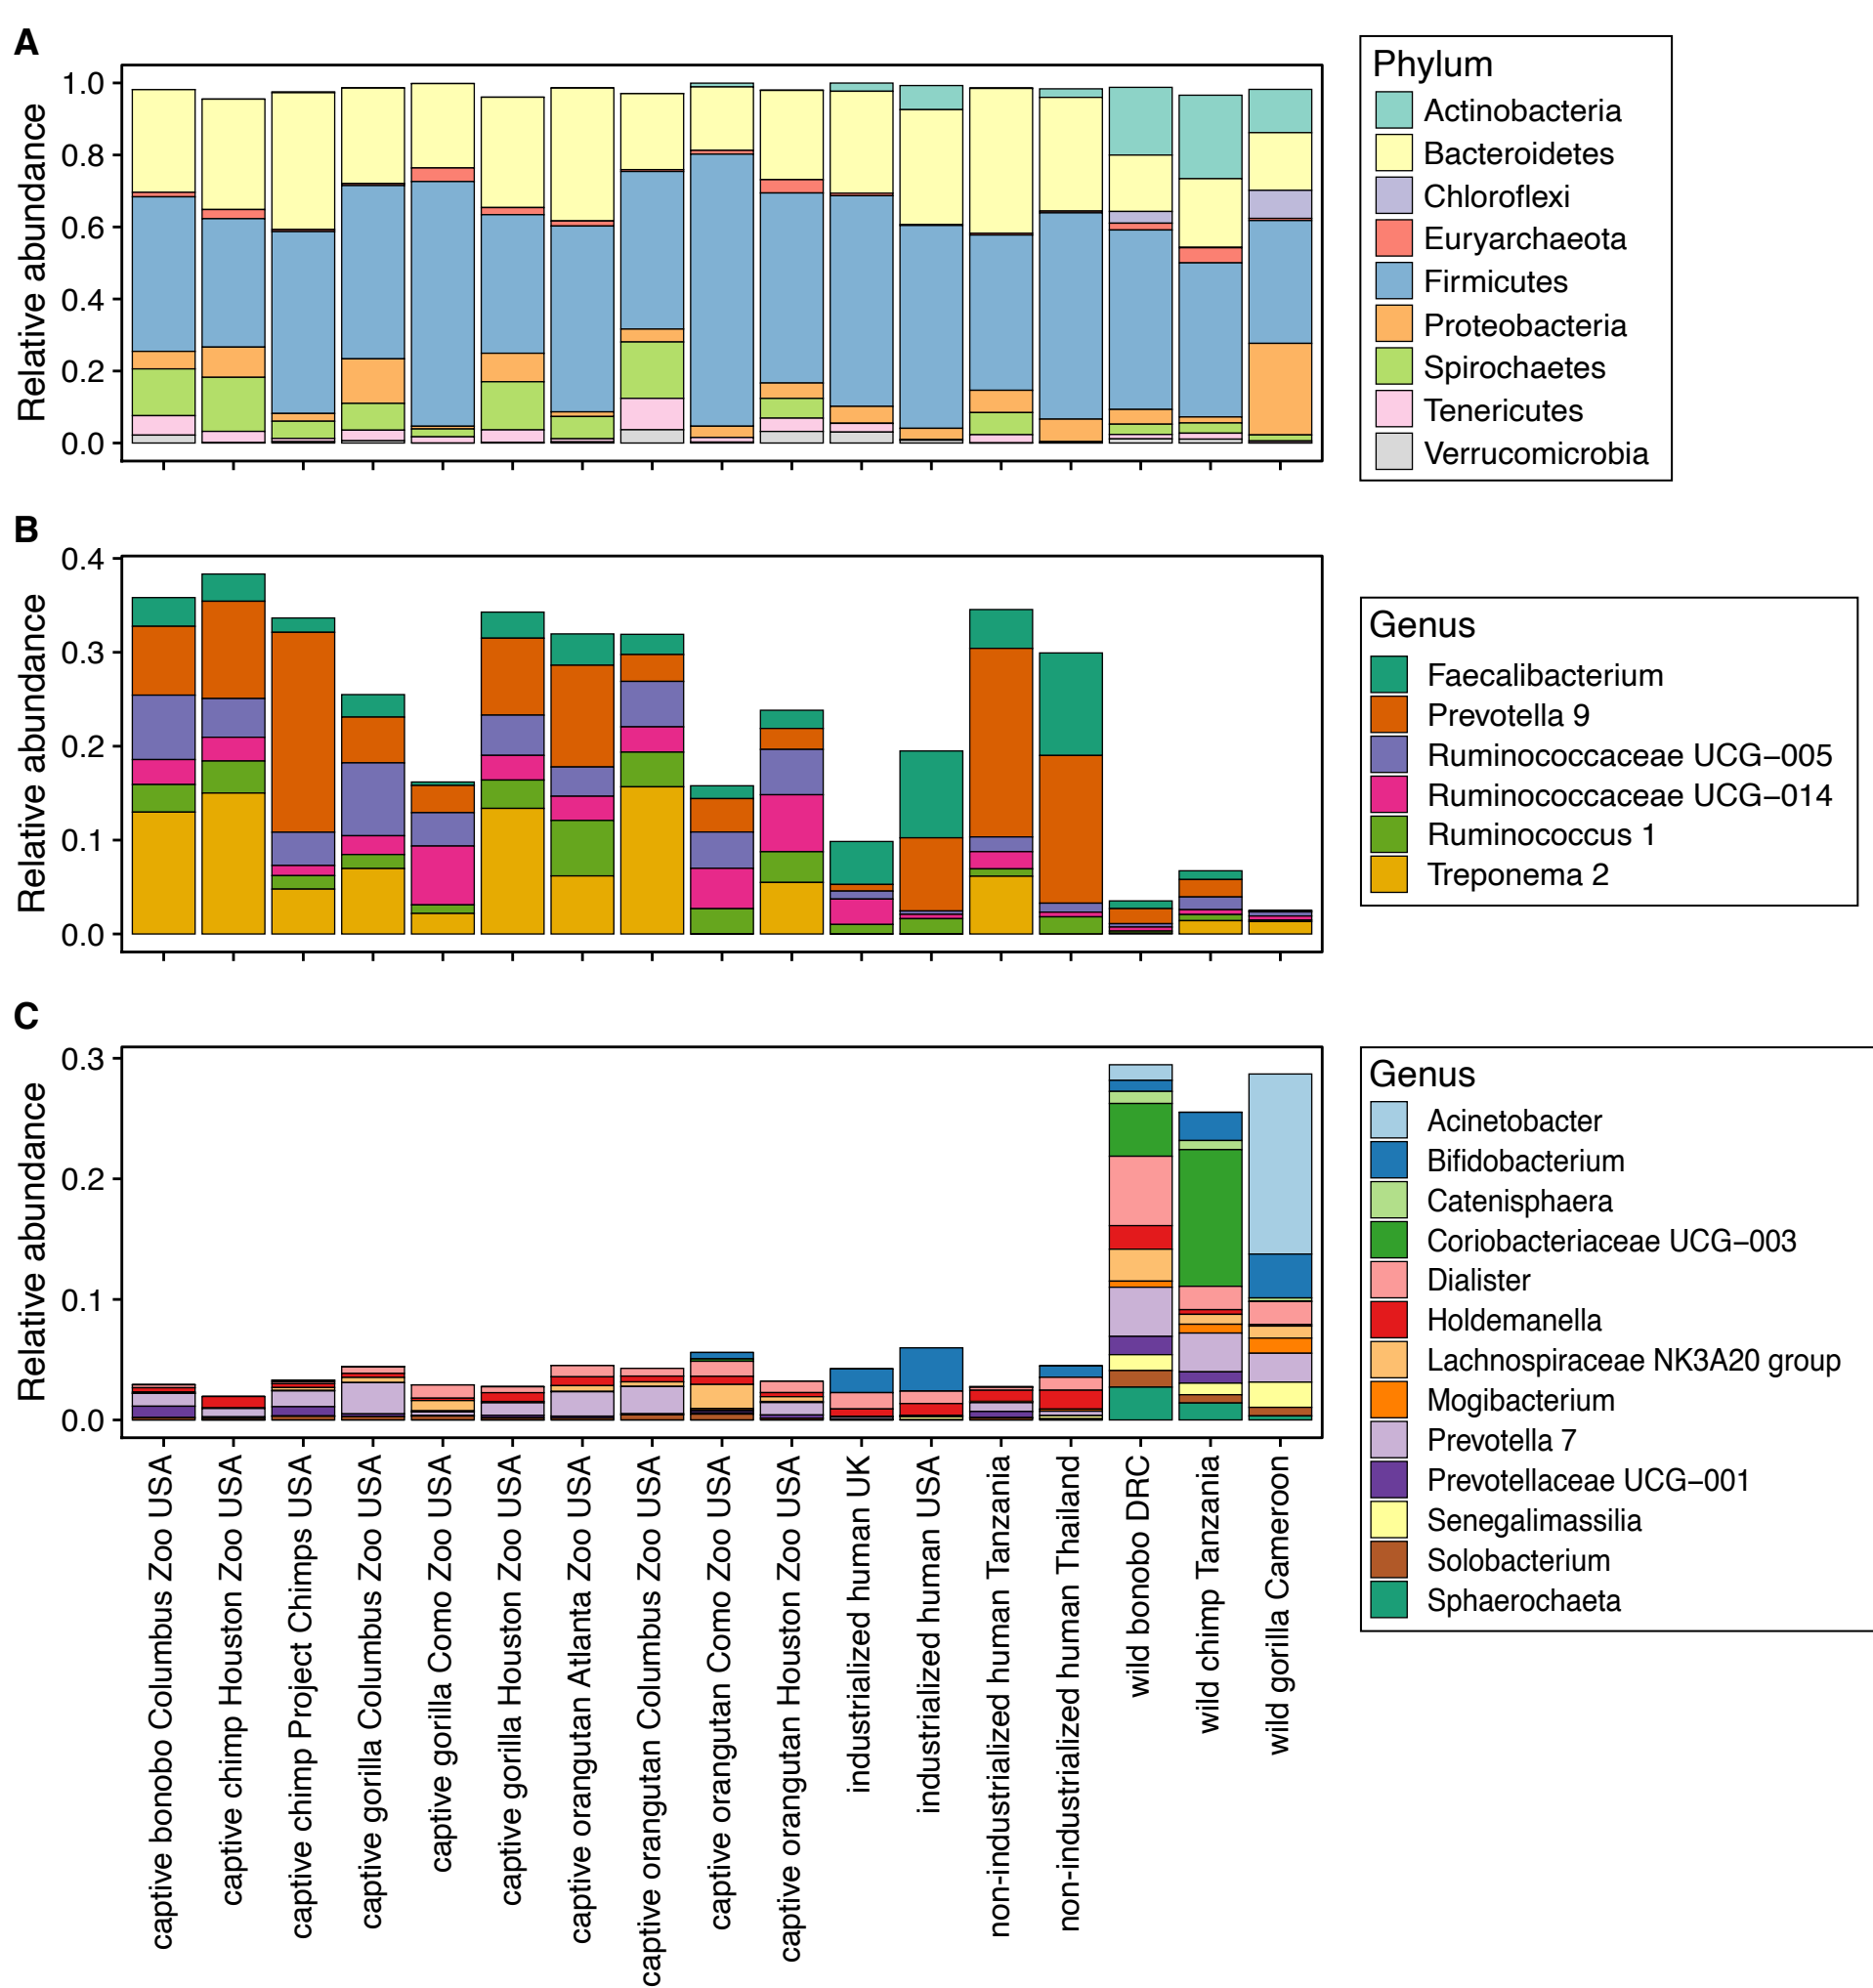 A
Relative abundance
1.0
0.8
0.6
0.4
0.2
0.0
Phylum
Actinobacteria
Bacteroidetes
Chloroflexi
Euryarchaeota
Firmicutes
Proteobacteria
Spirochaetes
Tenericutes
Verrucomicrobia
B
Relative abundance
0.4
0.3
0.2
0.1
0.0
Genus
Faecalibacterium
Prevotella 9
Ruminococcaceae UCG−005
Ruminococcaceae UCG−014
Ruminococcus 1
Treponema 2
C
Relative abundance
0.3
0.2
0.1
0.0
Genus
Acinetobacter
Bifidobacterium
Catenisphaera
Coriobacteriaceae UCG−003
Dialister
Holdemanella
Lachnospiraceae NK3A20 group
Mogibacterium
Prevotella 7
Prevotellaceae UCG−001
Senegalimassilia
Solobacterium
Sphaerochaeta
captive bonobo Columbus Zoo USA
captive chimp Houston Zoo USA
captive chimp Project Chimps USA
captive gorilla Columbus Zoo USA
captive gorilla Como Zoo USA
captive gorilla Houston Zoo USA
captive orangutan Atlanta Zoo USA
captive orangutan Columbus Zoo USA
captive orangutan Como Zoo USA
captive orangutan Houston Zoo USA
industrialized human UK
industrialized human USA
non-industrialized human Tanzania
non-industrialized human Thailand
wild bonobo DRC
wild chimp Tanzania
wild gorilla Cameroon